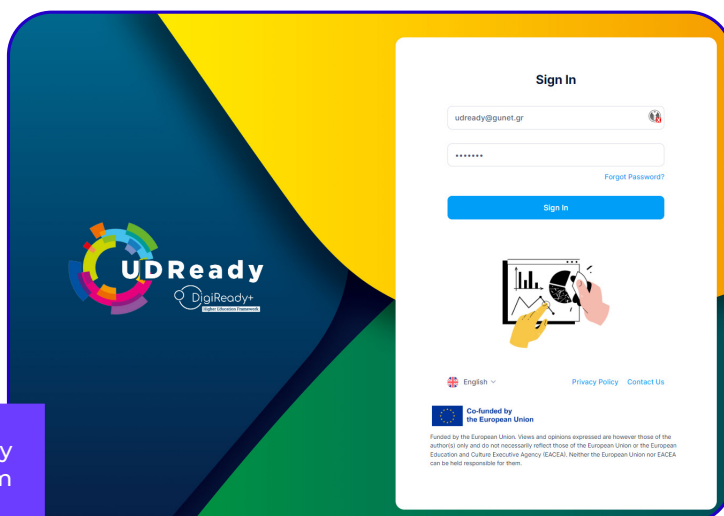 Sign In
udready@gunet.gr
•••••••
Forgot Password?
Sign In
UDReady
DigiReady+
Higher Education Framework
English
Privacy Policy Contact Us
Co-funded by
the European Union
Funded by the European Union. Views and opinions expressed are however those of the
author(s) only and do not necessarily reflect those of the European Union or the European
Education and Culture Executive Agency (EACEA). Neither the European Union nor EACEA
can be held responsible for them.